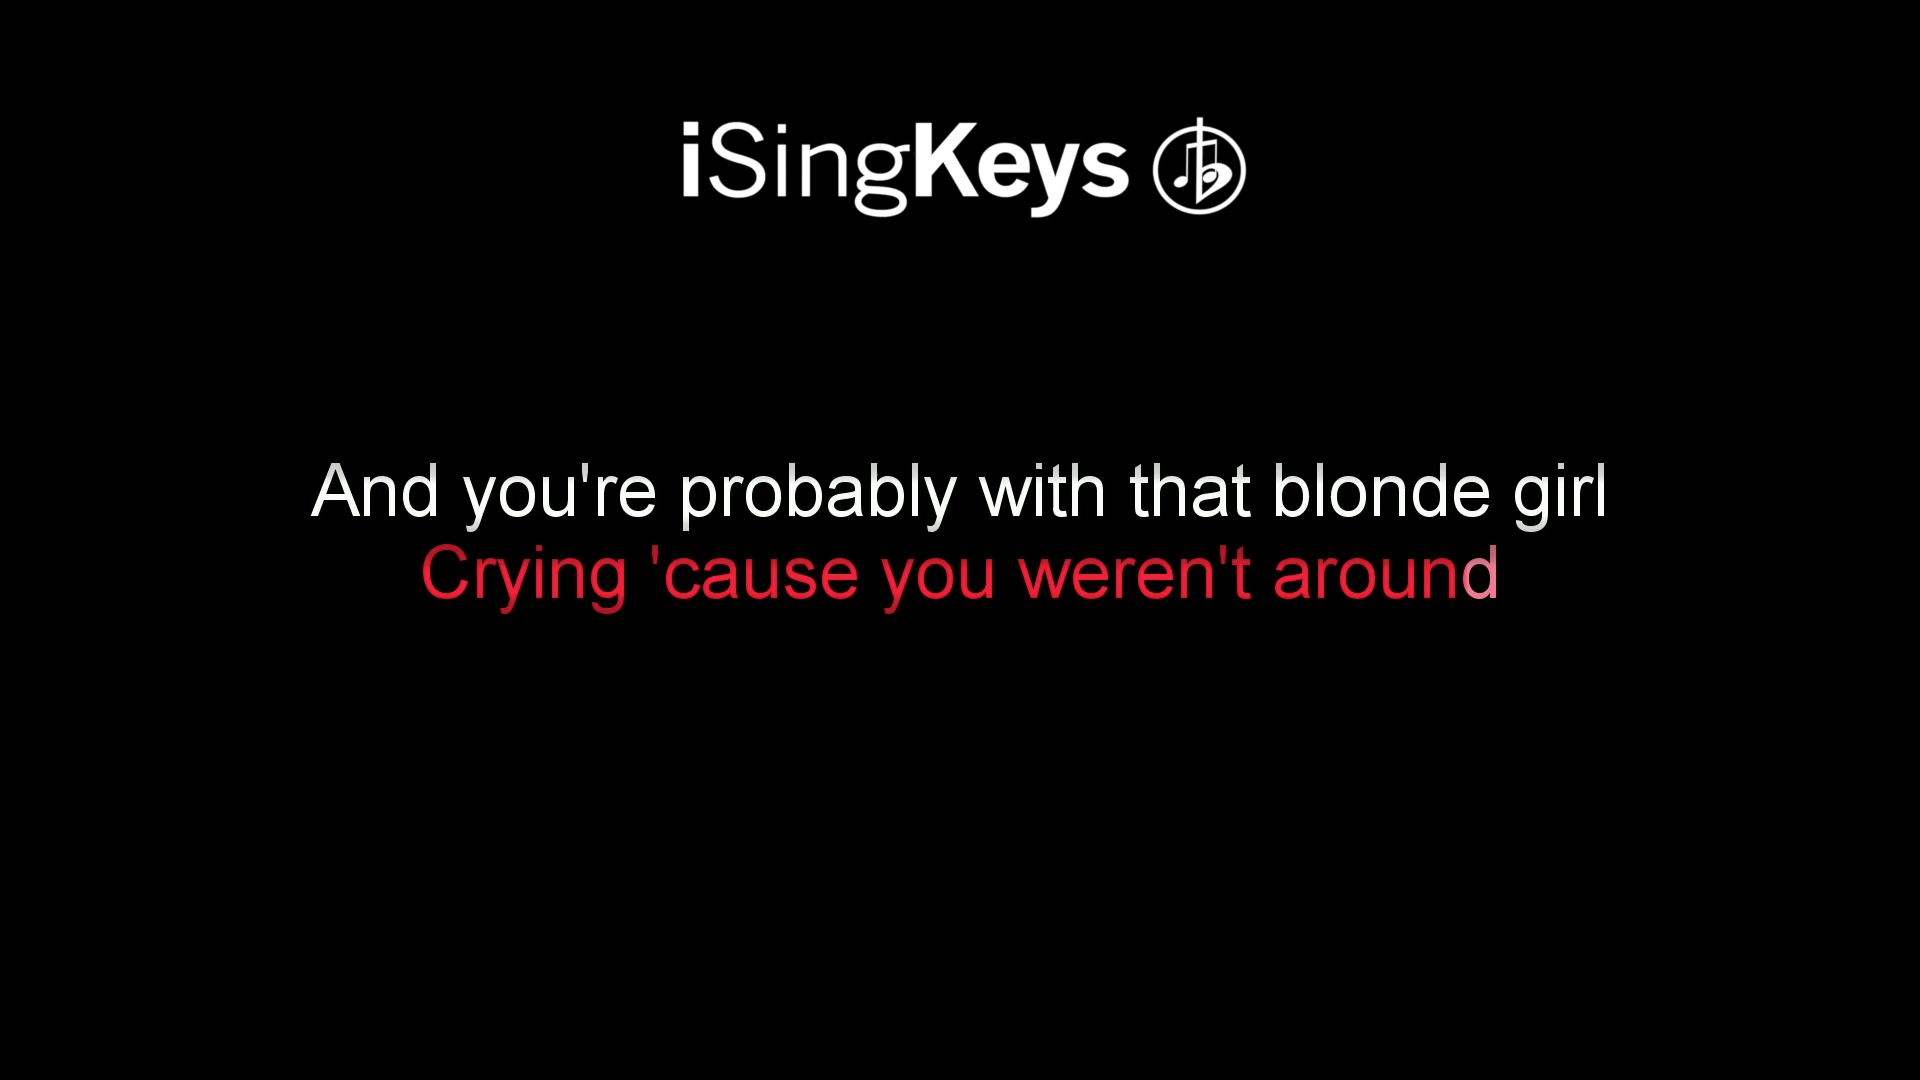 iSingKeys
And you're probably with that blonde girl
Crying 'cause you weren't around